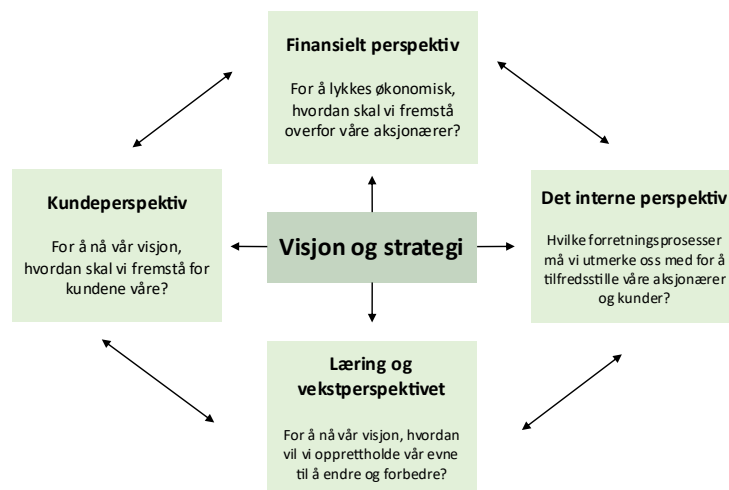 Finansielt perspektiv
For å lykkes økonomisk,
hvordan skal vi fremstå
overfor våre aksjonærer?
Kundeperspektiv
For å nå vår visjon,
hvordan skal vi fremstå for
kundene våre?
Visjon og strategi
Det interne perspektiv
Hvilke forretningsprosesser
må vi utmerke oss med for å
tilfredsstille våre aksjonærer
og kunder?
Læring og
vekstperspektivet
For å nå vår visjon, hvordan
vil vi opprettholde vår evne
til å endre og forbedre?